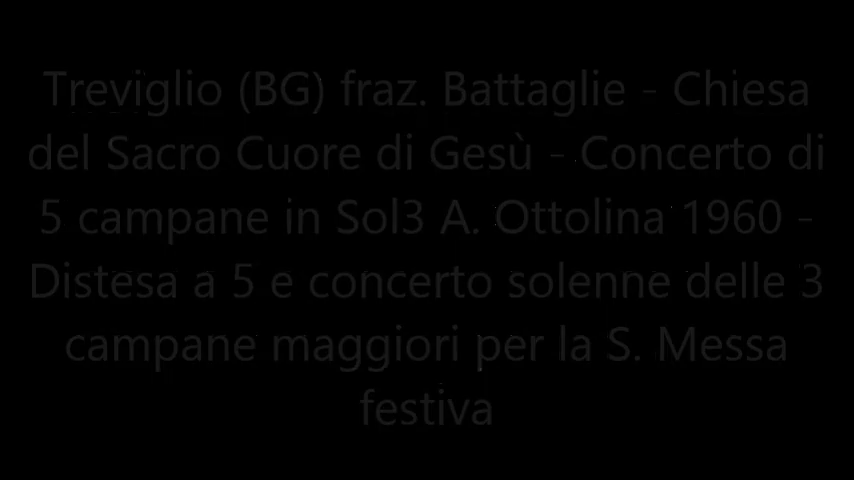 Treviglio (BG) fraz. Battaglie - Chiesa
del Sacro Cuore di Gesù - Concerto di
5 campane in Sol3 A. Ottolina 1960 -
Distesa a 5 e concerto solenne delle 3
campane maggiori per la S. Messa
festiva